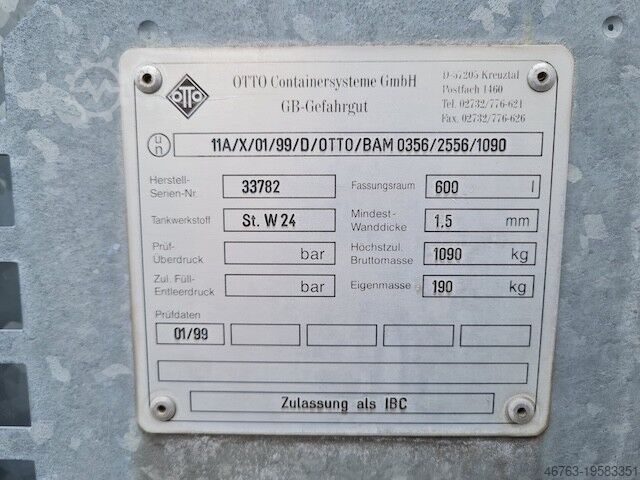 OTTO
OTTO Containersysteme GmbH
GB-Gefahrgut
D-57205 Kreuztal
Postfach 1460
Tel. 02732/776-621
Fax. 02732/776-626
un 11A/X/01/99/D/OTTO/BAM 0356/2556/1090
Herstell-Serien-Nr. 33782 Fassungsraum 600 l
Tankwerkstoff St. W 24 Mindest-Wanddicke 1,5 mm
Prüf-Überdruck bar Höchstzul. Bruttomasse 1090 kg
Zul. Füll-Entleerdruck bar Eigenmasse 190 kg
Prüfdaten
01/99
Zulassung als IBC
46763-19583351